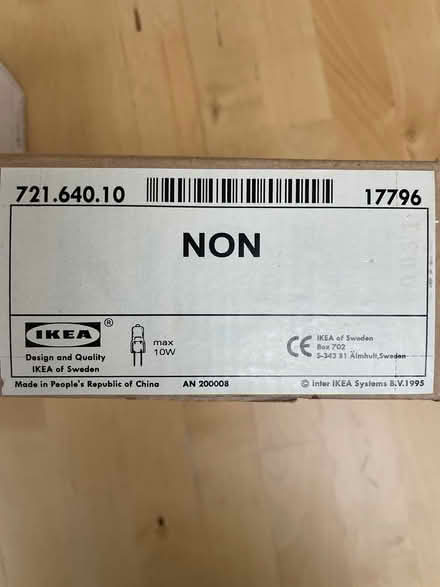 721.640.10 17796
NON
IKEA ®
Design and Quality
IKEA of Sweden
max
10W
CE IKEA of Sweden
Box 702
S-343 81 Älmhult, Sweden
Made in People's Republic of China AN 200008 © Inter IKEA Systems B.V. 1995